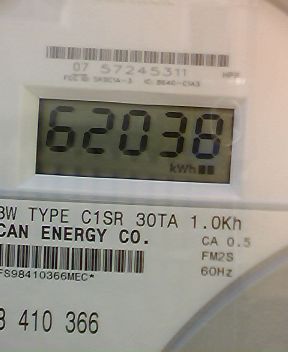 07 57245311
62038
kWh
3W TYPE C1SR 30TA 1.0Kh
CAN ENERGY CO.
CA 0.5
FM2S
60Hz
FS98410366MEC*
410 366